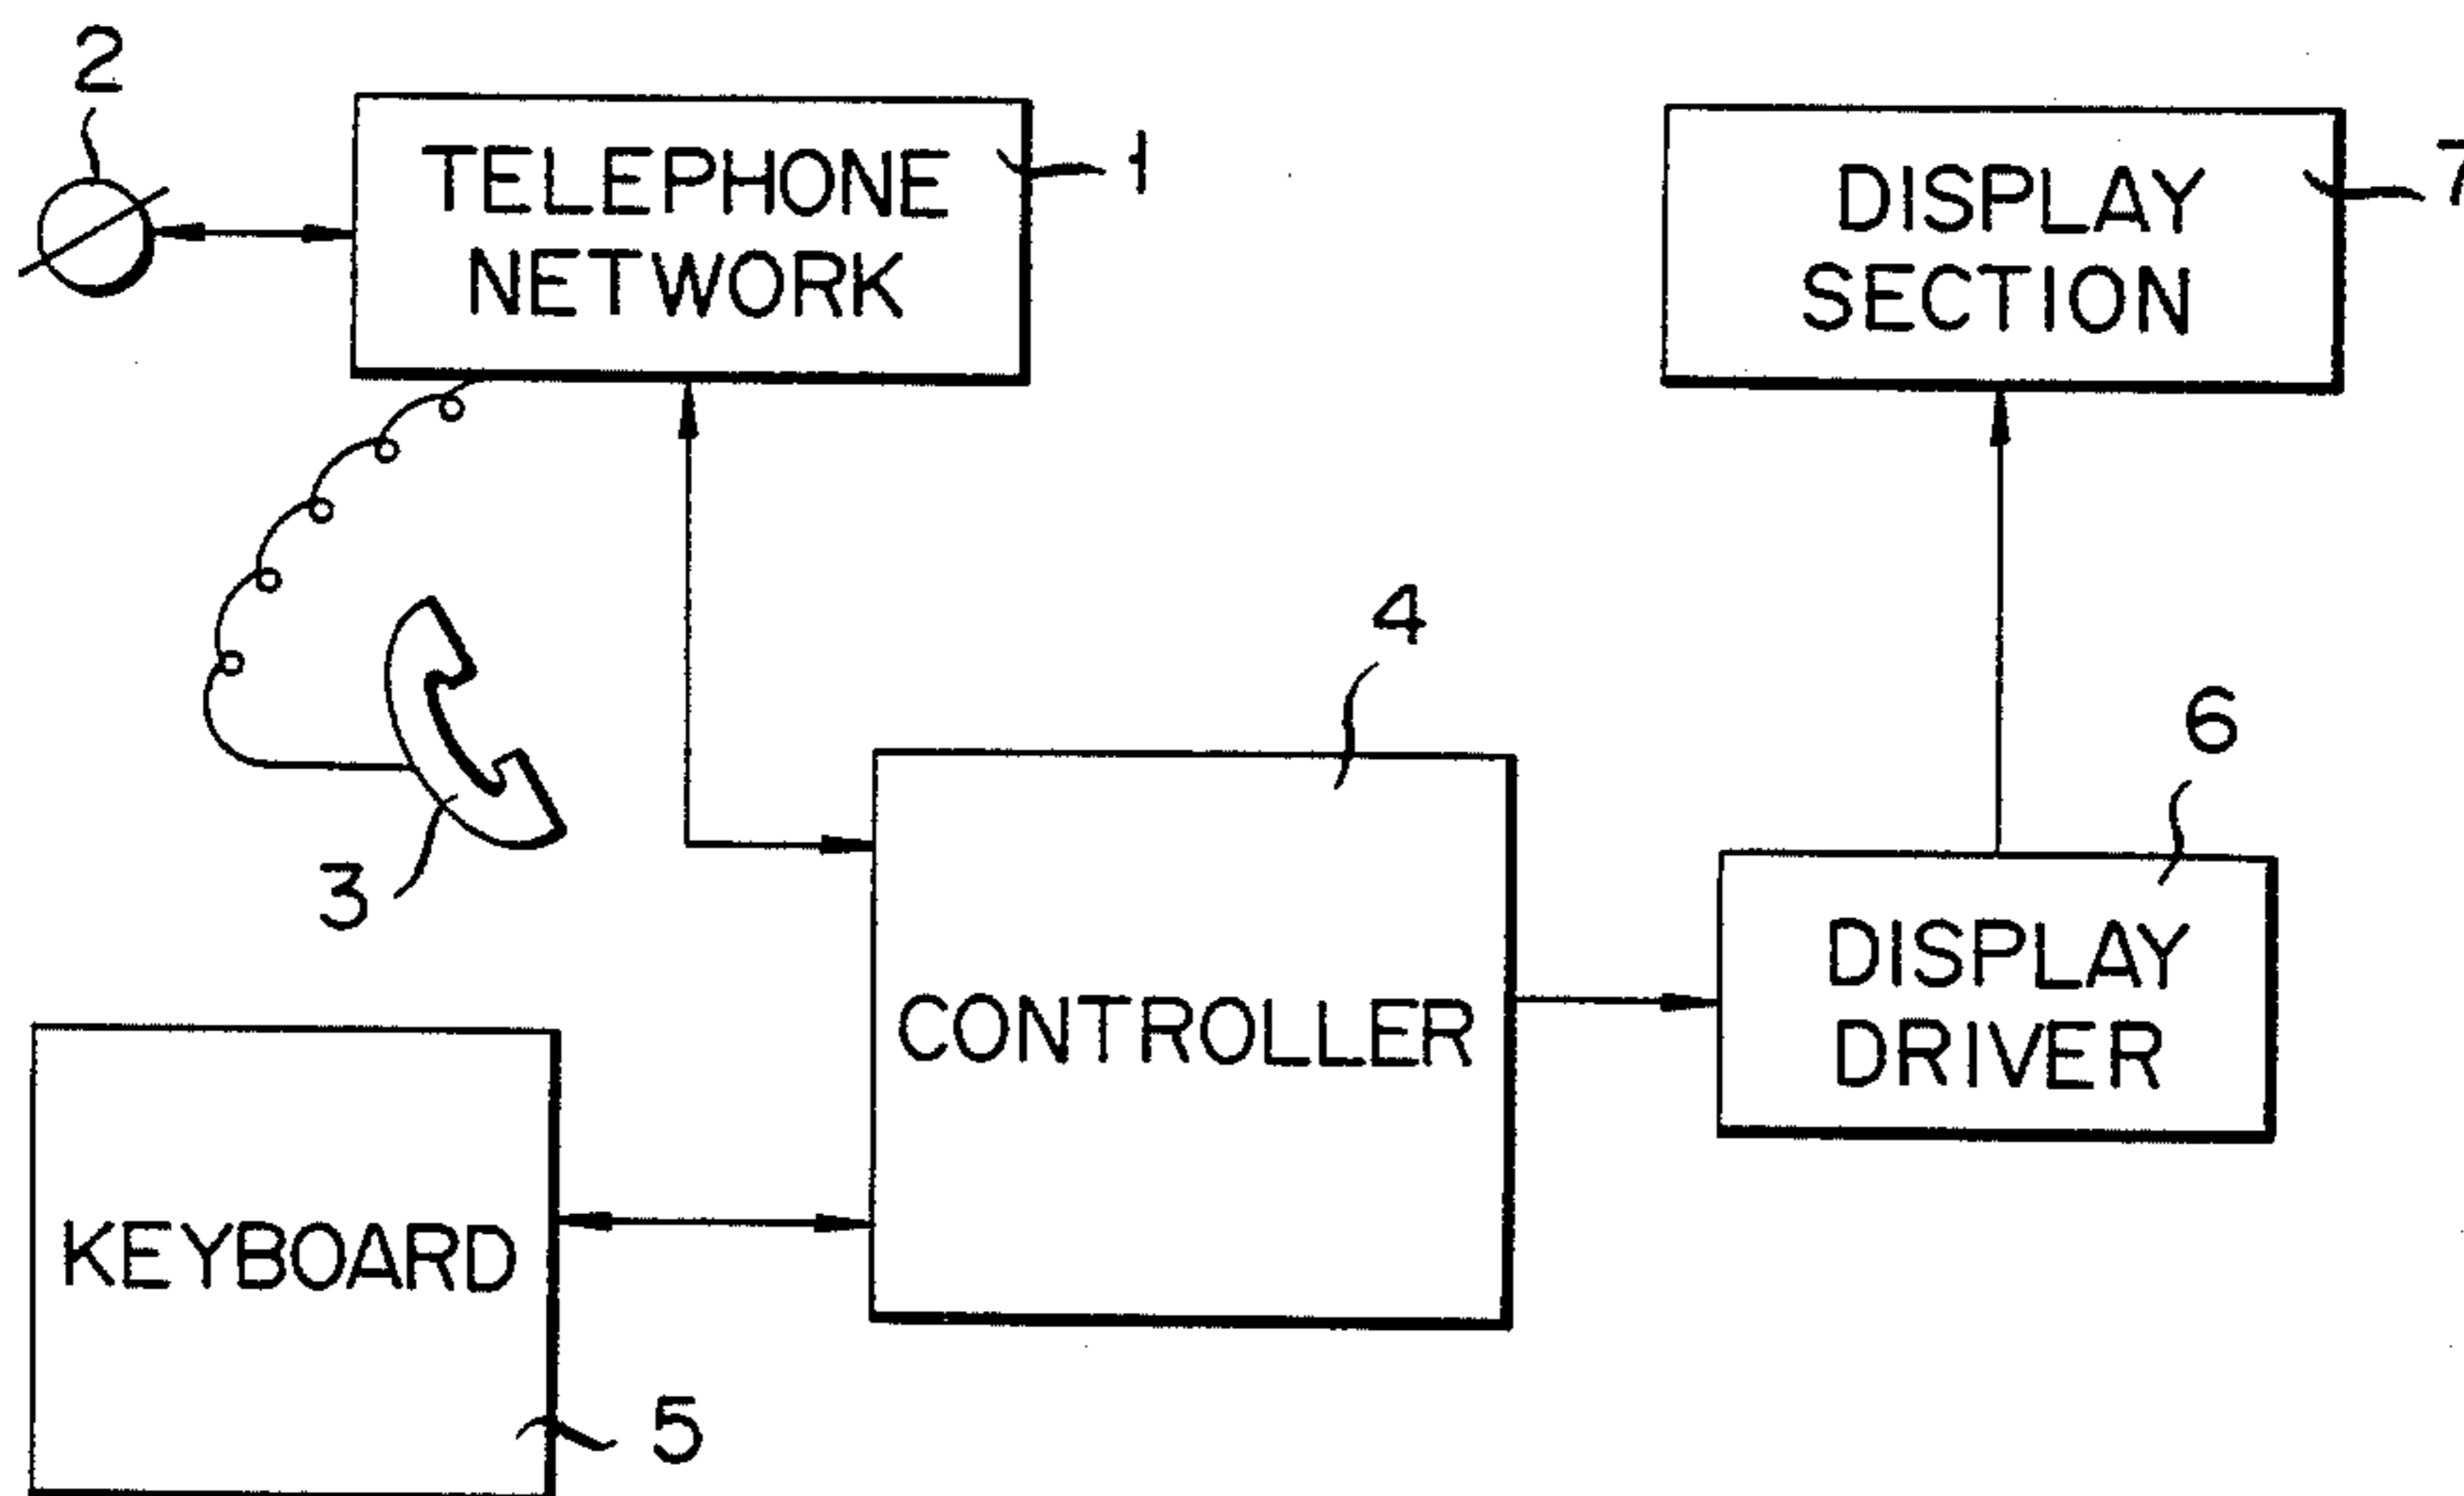 2
TELEPHONE
NETWORK
1
DISPLAY
SECTION
7
3
4
CONTROLLER
6
DISPLAY
DRIVER
KEYBOARD
5